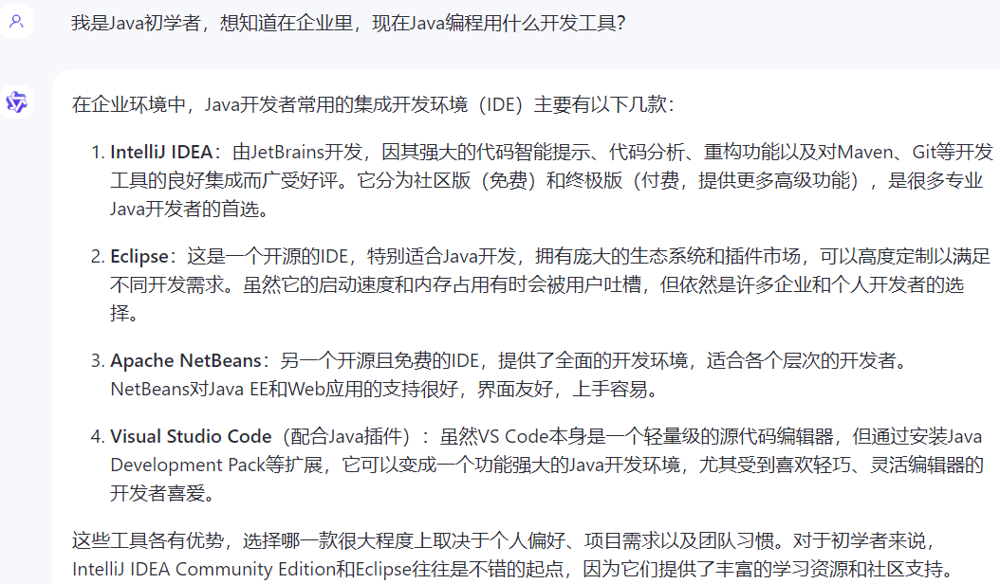 我是Java初学者，想知道在企业里，现在Java编程用什么开发工具？
在企业环境中，Java开发者常用的集成开发环境（IDE）主要有以下几款：
1. IntelliJ IDEA：由JetBrains开发，因其强大的代码智能提示、代码分析、重构功能以及对Maven、Git等开发
工具的良好集成而广受好评。它分为社区版（免费）和终极版（付费，提供更多高级功能），是很多专业
Java开发者的首选。
2. Eclipse：这是一个开源的IDE，特别适合Java开发，拥有庞大的生态系统和插件市场，可以高度定制以满足
不同开发需求。虽然它的启动速度和内存占用有时会被用户吐槽，但依然是许多企业和个人开发者的选
择。
3. Apache NetBeans：另一个开源且免费的IDE，提供了全面的开发环境，适合各个层次的开发者。
NetBeans对Java EE和Web应用的支持很好，界面友好，上手容易。
4. Visual Studio Code（配合Java插件）：虽然VS Code本身是一个轻量级的源代码编辑器，但通过安装Java
Development Pack等扩展，它可以变成一个功能强大的Java开发环境，尤其受到喜欢轻巧、灵活编辑器的
开发者喜爱。
这些工具各有优势，选择哪一款很大程度上取决于个人偏好、项目需求以及团队习惯。对于初学者来说，
IntelliJ IDEA Community Edition和Eclipse往往是不错的起点，因为它们提供了丰富的学习资源和社区支持。